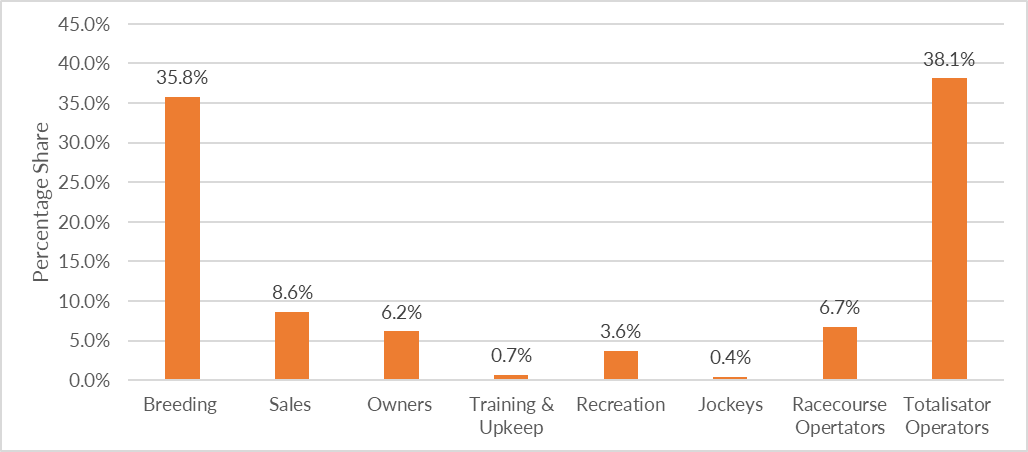 45.0%
40.0%
35.0%
30.0%
25.0%
20.0%
15.0%
10.0%
5.0%
0.0%
Percentage Share
35.8%
8.6%
6.2%
0.7%
3.6%
0.4%
6.7%
38.1%
Breeding
Sales
Owners
Training &
Upkeep
Recreation
Jockeys
Racecourse
Opertators
Totalisator
Operators